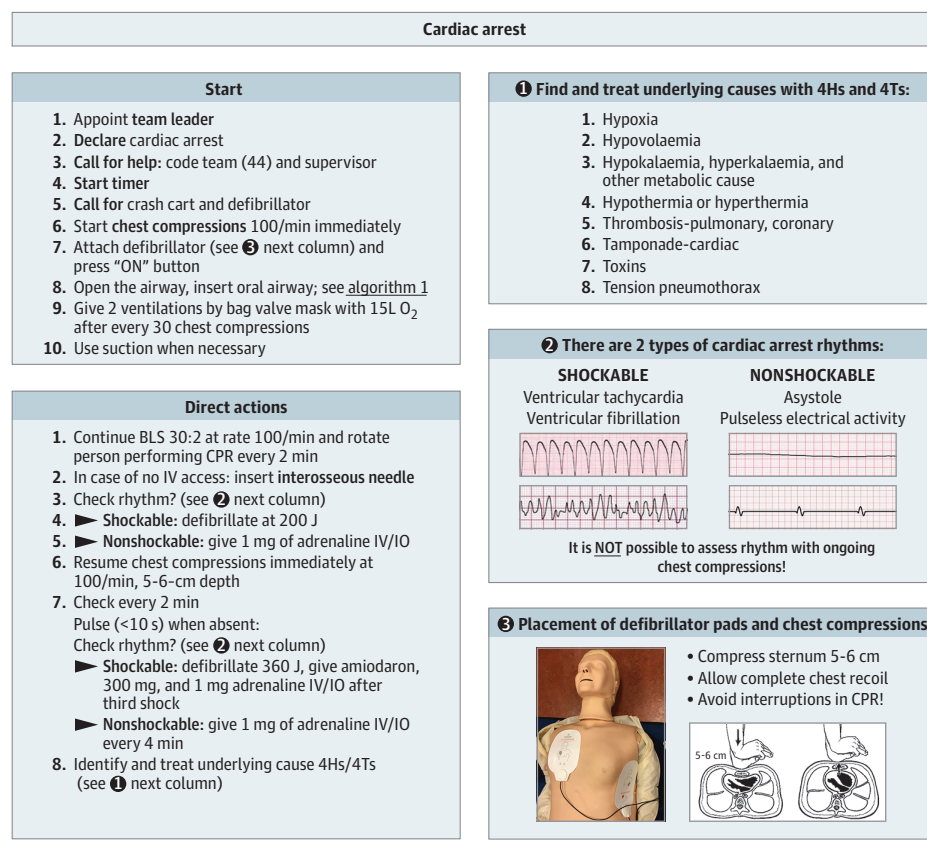 Cardiac arrest
Start
1. Appoint team leader
2. Declare cardiac arrest
3. Call for help: code team (44) and supervisor
4. Start timer
5. Call for crash cart and defibrillator
6. Start chest compressions 100/min immediately
7. Attach defibrillator (see ❸ next column) and
press “ON” button
8. Open the airway, insert oral airway; see algorithm 1
9. Give 2 ventilations by bag valve mask with 15L O₂
after every 30 chest compressions
10. Use suction when necessary
Direct actions
1. Continue BLS 30:2 at rate 100/min and rotate
person performing CPR every 2 min
2. In case of no IV access: insert interosseous needle
3. Check rhythm? (see ❷ next column)
4. ► Shockable: defibrillate at 200 J
5. ► Nonshockable: give 1 mg of adrenaline IV/IO
6. Resume chest compressions immediately at
100/min, 5-6-cm depth
7. Check every 2 min
Pulse (<10 s) when absent:
Check rhythm? (see ❷ next column)
► Shockable: defibrillate 360 J, give amiodaron,
300 mg, and 1 mg adrenaline IV/IO after
third shock
► Nonshockable: give 1 mg of adrenaline IV/IO
every 4 min
8. Identify and treat underlying cause 4Hs/4Ts
(see ❶ next column)
❶ Find and treat underlying causes with 4Hs and 4Ts:
1. Hypoxia
2. Hypovolaemia
3. Hypokalaemia, hyperkalaemia, and
other metabolic cause
4. Hypothermia or hyperthermia
5. Thrombosis-pulmonary, coronary
6. Tamponade-cardiac
7. Toxins
8. Tension pneumothorax
❷ There are 2 types of cardiac arrest rhythms:
SHOCKABLE
Ventricular tachycardia
Ventricular fibrillation
NONSHOCKABLE
Asystole
Pulseless electrical activity
It is NOT possible to assess rhythm with ongoing
chest compressions!
❸ Placement of defibrillator pads and chest compressions
• Compress sternum 5-6 cm
• Allow complete chest recoil
• Avoid interruptions in CPR!
5-6 cm